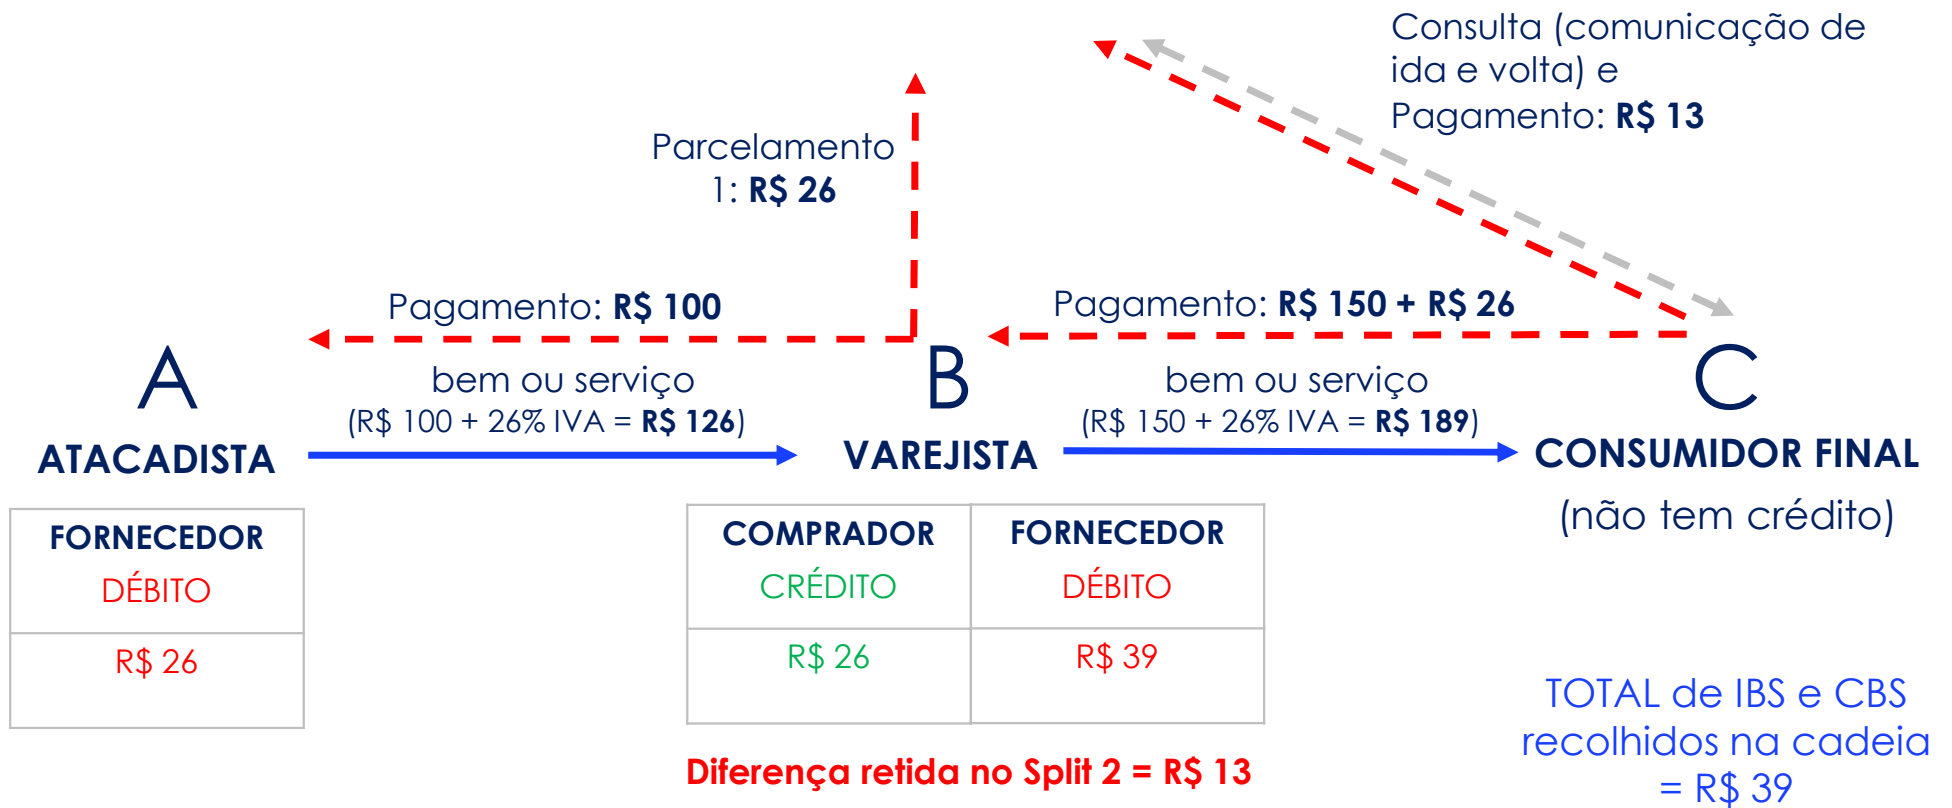 Consulta (comunicação de
ida e volta) e
Pagamento: R$ 13
Parcelamento
1: R$ 26
Pagamento: R$ 100
Pagamento: R$ 150 + R$ 26
A
bem ou serviço
(R$ 100 + 26% IVA = R$ 126)
B
bem ou serviço
(R$ 150 + 26% IVA = R$ 189)
C
ATACADISTA
VAREJISTA
CONSUMIDOR FINAL
(não tem crédito)
FORNECEDOR
DÉBITO
R$ 26
COMPRADOR
CRÉDITO
R$ 26
FORNECEDOR
DÉBITO
R$ 39
Diferença retida no Split 2 = R$ 13
TOTAL de IBS e CBS
recolhidos na cadeia
= R$ 39